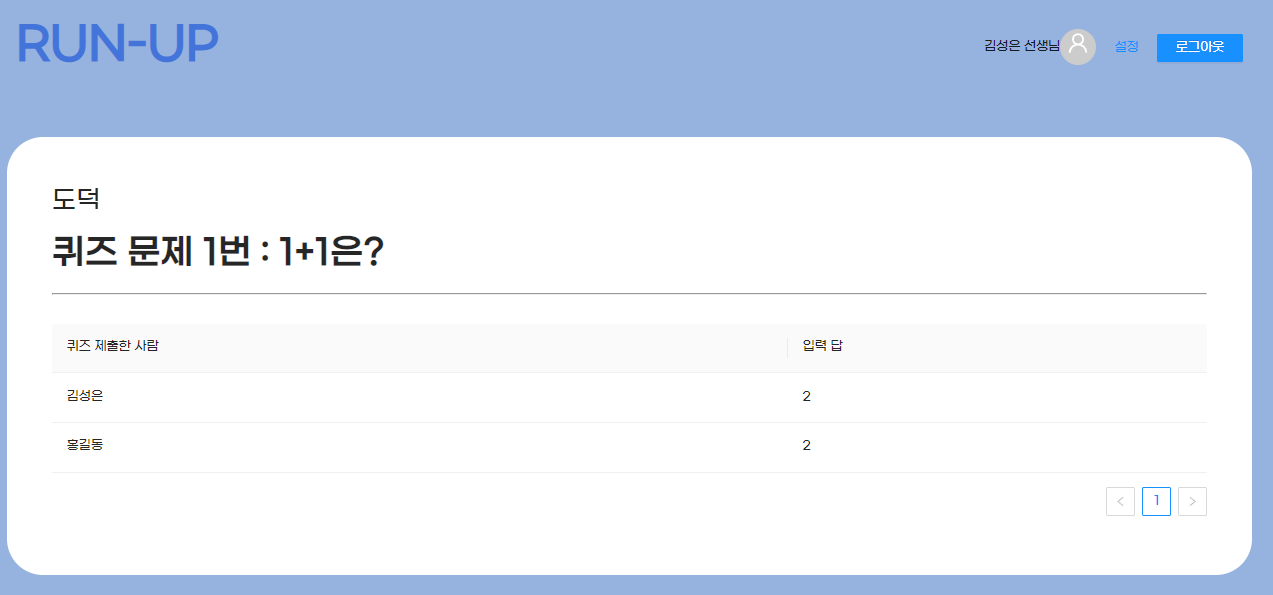 RUN-UP
김성은 선생님 설정 로그아웃
도덕
퀴즈 문제 1번 : 1+1은?
퀴즈 제출한 사람 입력 답
김성은 2
홍길동 2
< 1 >